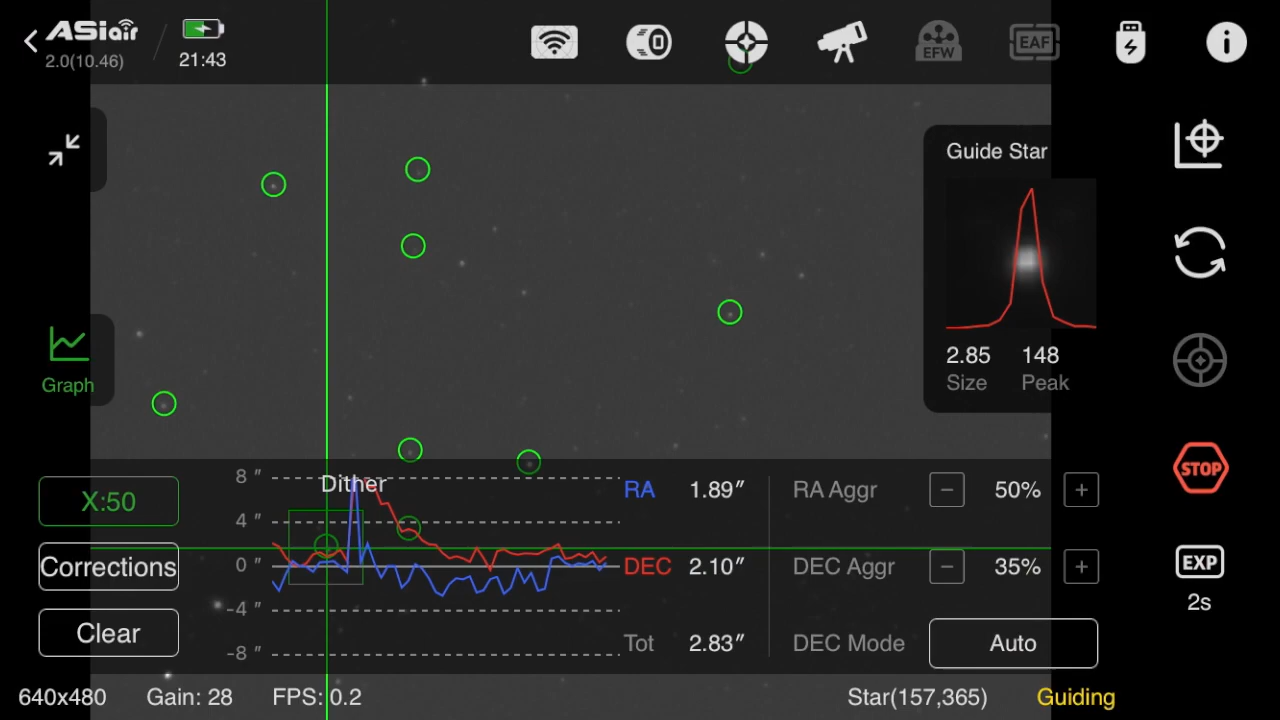 ASiair
2.0(10.46)
21:43
EFW
EAF
Guide Star
2.85 148
Size Peak
Graph
X:50
Corrections
Clear
8 ″
4 ″
0 ″
-4 ″
-8 ″
Dither
RA 1.89″
DEC 2.10″
Tot 2.83″
RA Aggr − 50% +
DEC Aggr − 35% +
DEC Mode Auto
STOP
EXP
2s
640x480 Gain: 28 FPS: 0.2 Star(157,365) Guiding